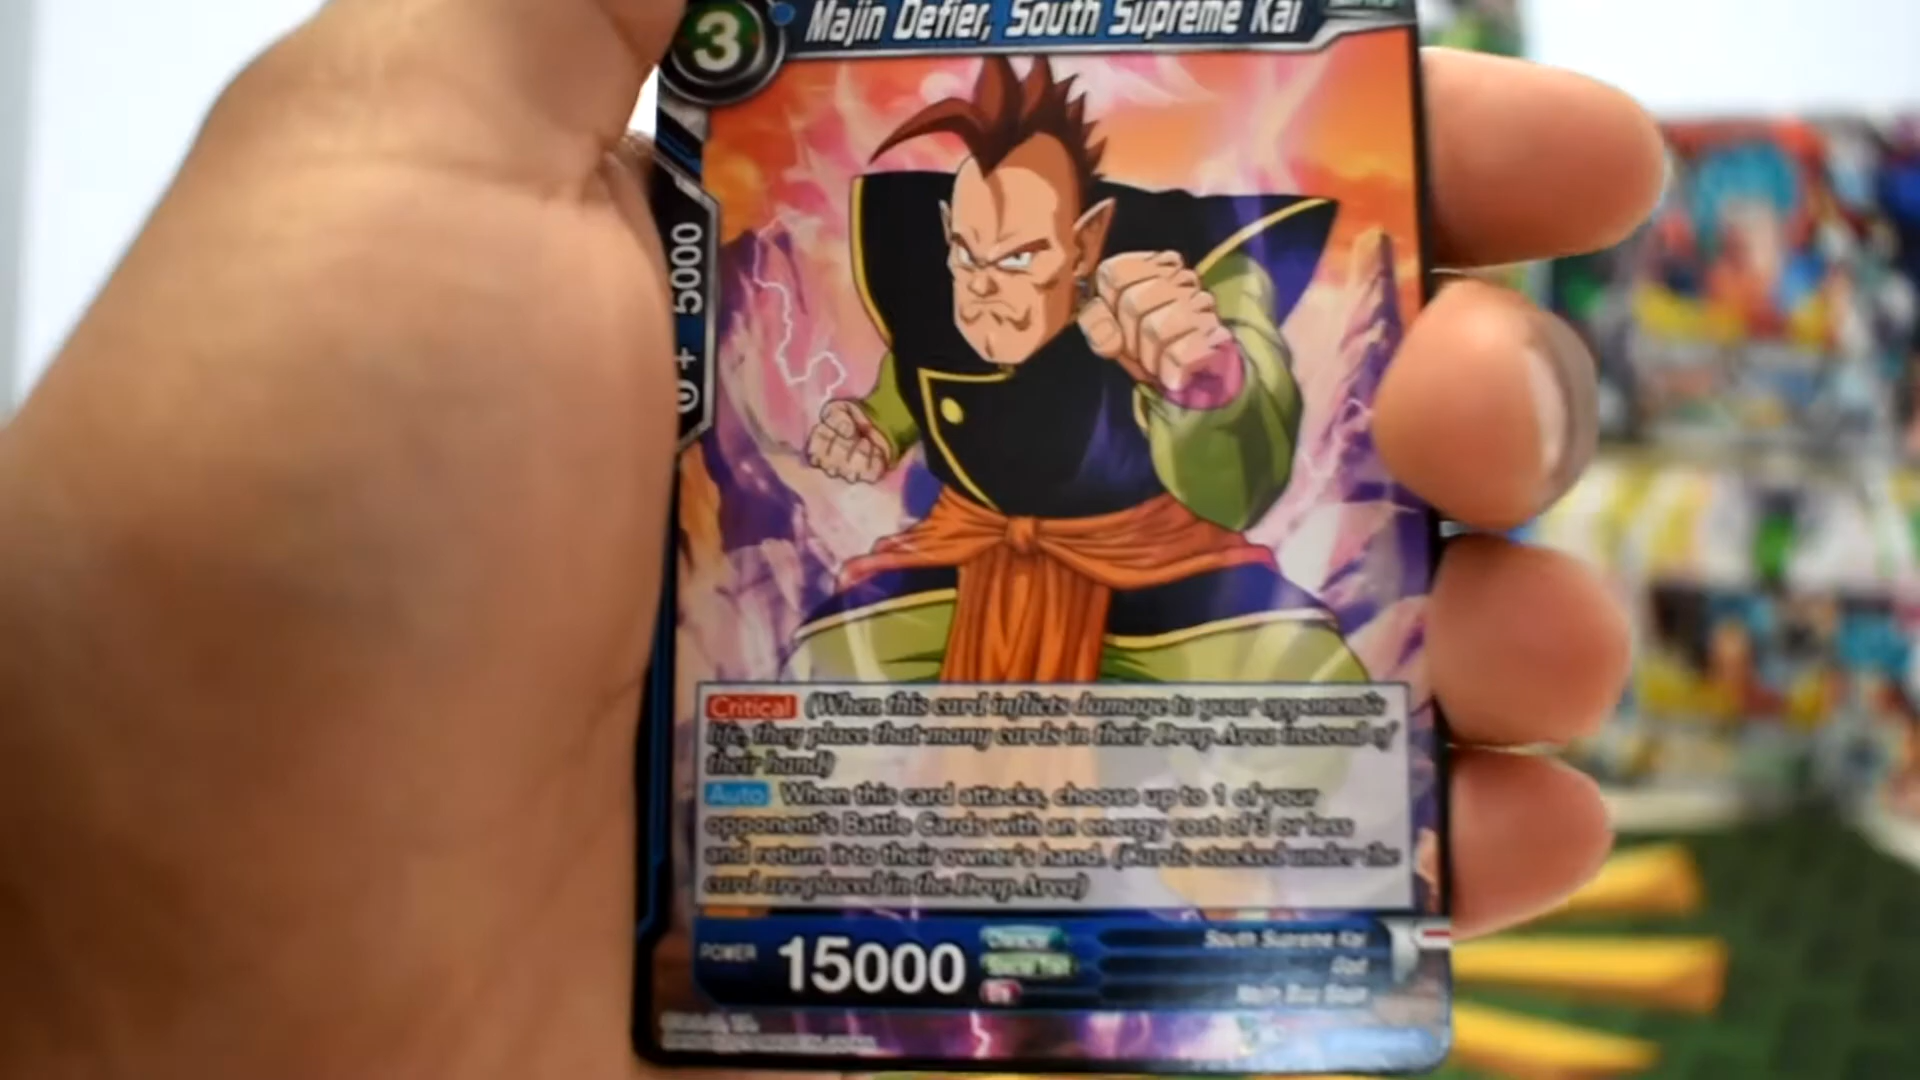 3
Majin Defier, South Supreme Kai
0+ 5000
Critical (When this card inflicts damage to your opponent's
life, they place that many cards in their Drop Area instead of
their hand)
Auto When this card attacks, choose up to 1 of your
opponent's Battle Cards with an energy cost of 3 or less
and return it to their owner's hand. (Cards stacked under the
card are placed in the Drop Area)
POWER 15000
Character
South Supreme Kai
God
Majin Buu Saga